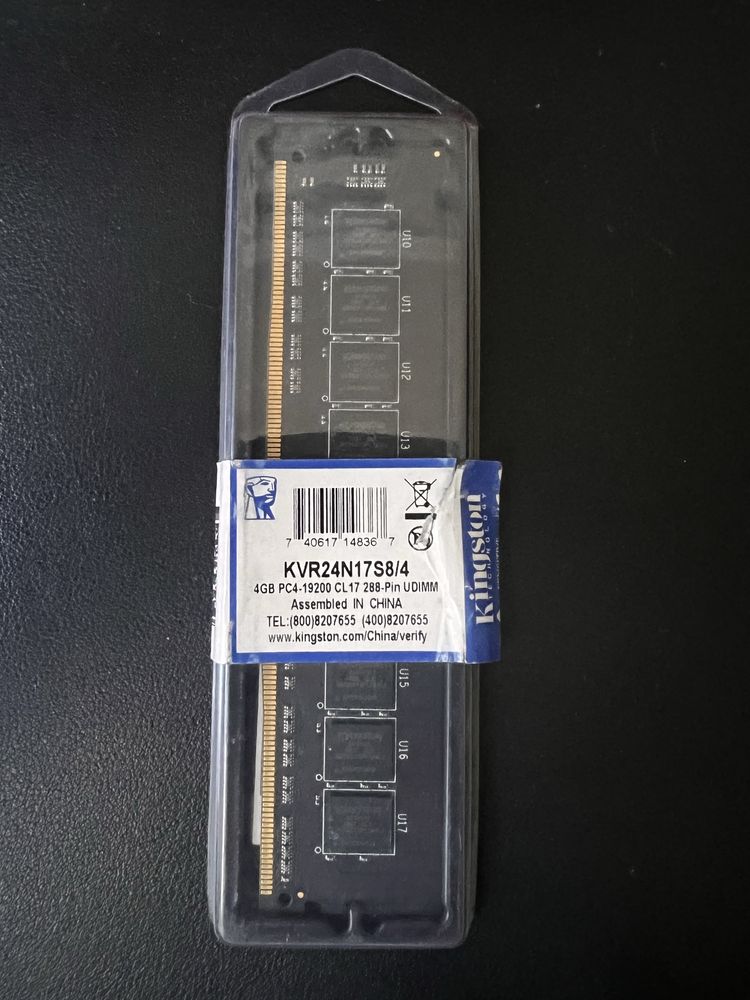 U10
U11
U12
U13
7 40617 14836 7
KVR24N17S8/4
4GB PC4-19200 CL17 288-Pin UDIMM
Assembled IN CHINA
TEL:(800)8207655 (400)8207655
www.kingston.com/China/verify
Kingston
TECHNOLOGY
U15
U16
U17